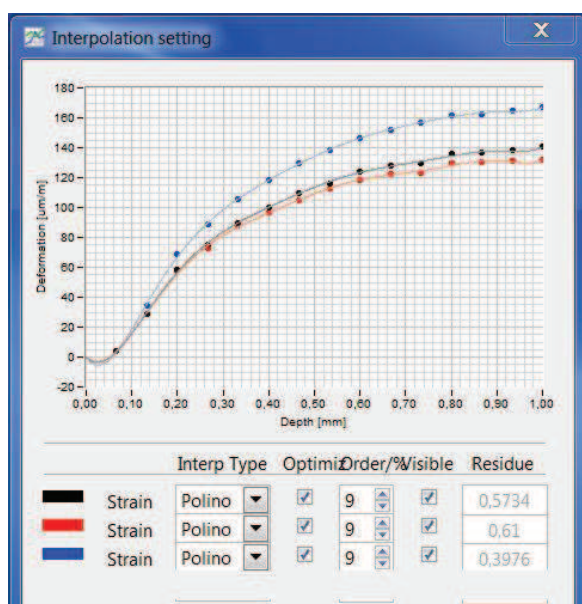 Interpolation setting
X
180
160
140
120
100
80
60
40
20
0
-20
Deformation [um/m]
0,00 0,10 0,20 0,30 0,40 0,50 0,60 0,70 0,80 0,90 1,00
Depth [mm]
Interp Type Optimiz Order/% Visible Residue
Strain Polino 9 0,5734
Strain Polino 9 0,61
Strain Polino 9 0,3976